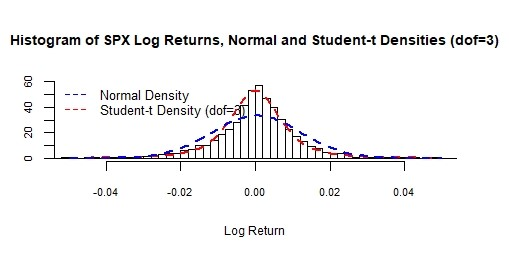 Histogram of SPX Log Returns, Normal and Student-t Densities (dof=3)
60
40
20
0
Normal Density
Student-t Density (dof=3)
-0.04
-0.02
0.00
0.02
0.04
Log Return